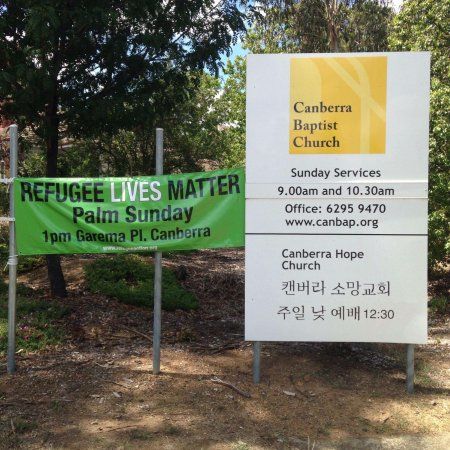 REFUGEE LIVES MATTER
Palm Sunday
1pm Garema Pl. Canberra
Canberra
Baptist
Church
Sunday Services
9.00am and 10.30am
Office: 6295 9470
www.canbap.org
Canberra Hope
Church
캔버라 소망교회
주일 낮 예배 12:30